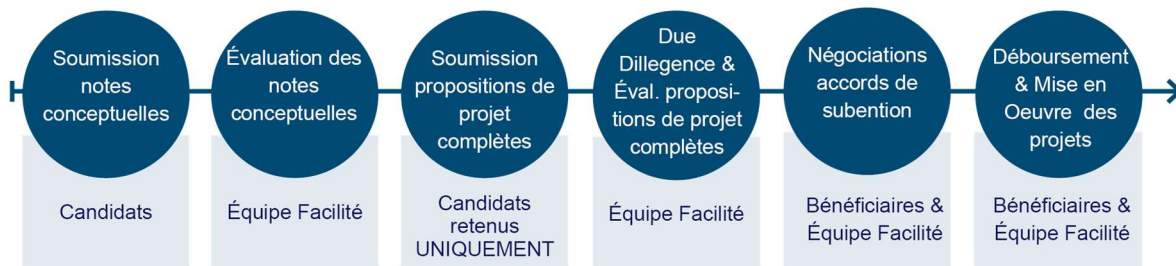 Soumission
notes
conceptuelles
Candidats
Évaluation des
notes
conceptuelles
Équipe Facilité
Soumission
propositions de
projet
complètes
Candidats
retenus
UNIQUEMENT
Due
Dillegence &
Éval. proposi-
tions de projet
complètes
Équipe Facilité
Négociations
accords de
subention
Bénéficiaires &
Équipe Facilité
Déboursement
& Mise en
Oeuvre des
projets
Bénéficiaires &
Équipe Facilité